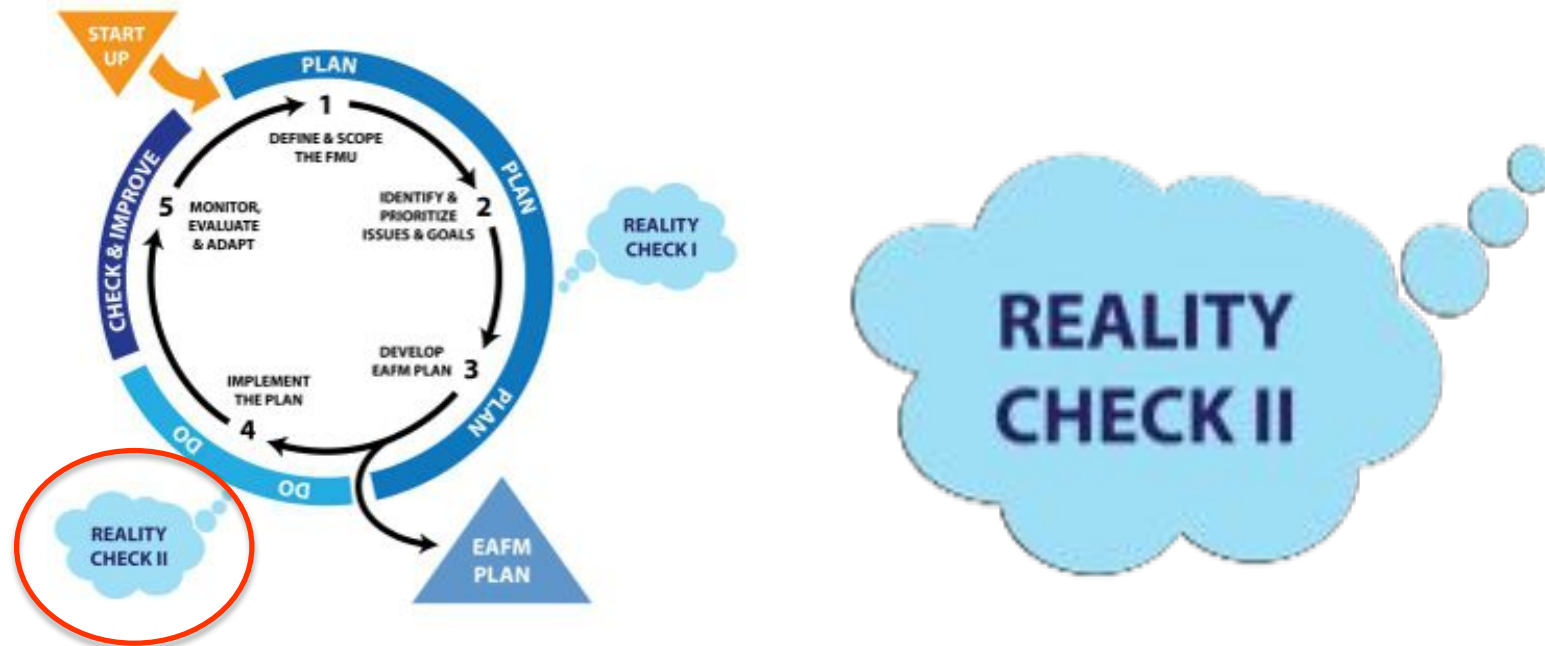 START
UP
PLAN
1
DEFINE & SCOPE
THE FMU
PLAN
2
IDENTIFY &
PRIORITIZE
ISSUES & GOALS
REALITY
CHECK I
DEVELOP
EAFM PLAN
3
PLAN
IMPLEMENT
THE PLAN
4
DO
DO
CHECK & IMPROVE
5
MONITOR,
EVALUATE
& ADAPT
REALITY
CHECK II
EAFM
PLAN
REALITY
CHECK II